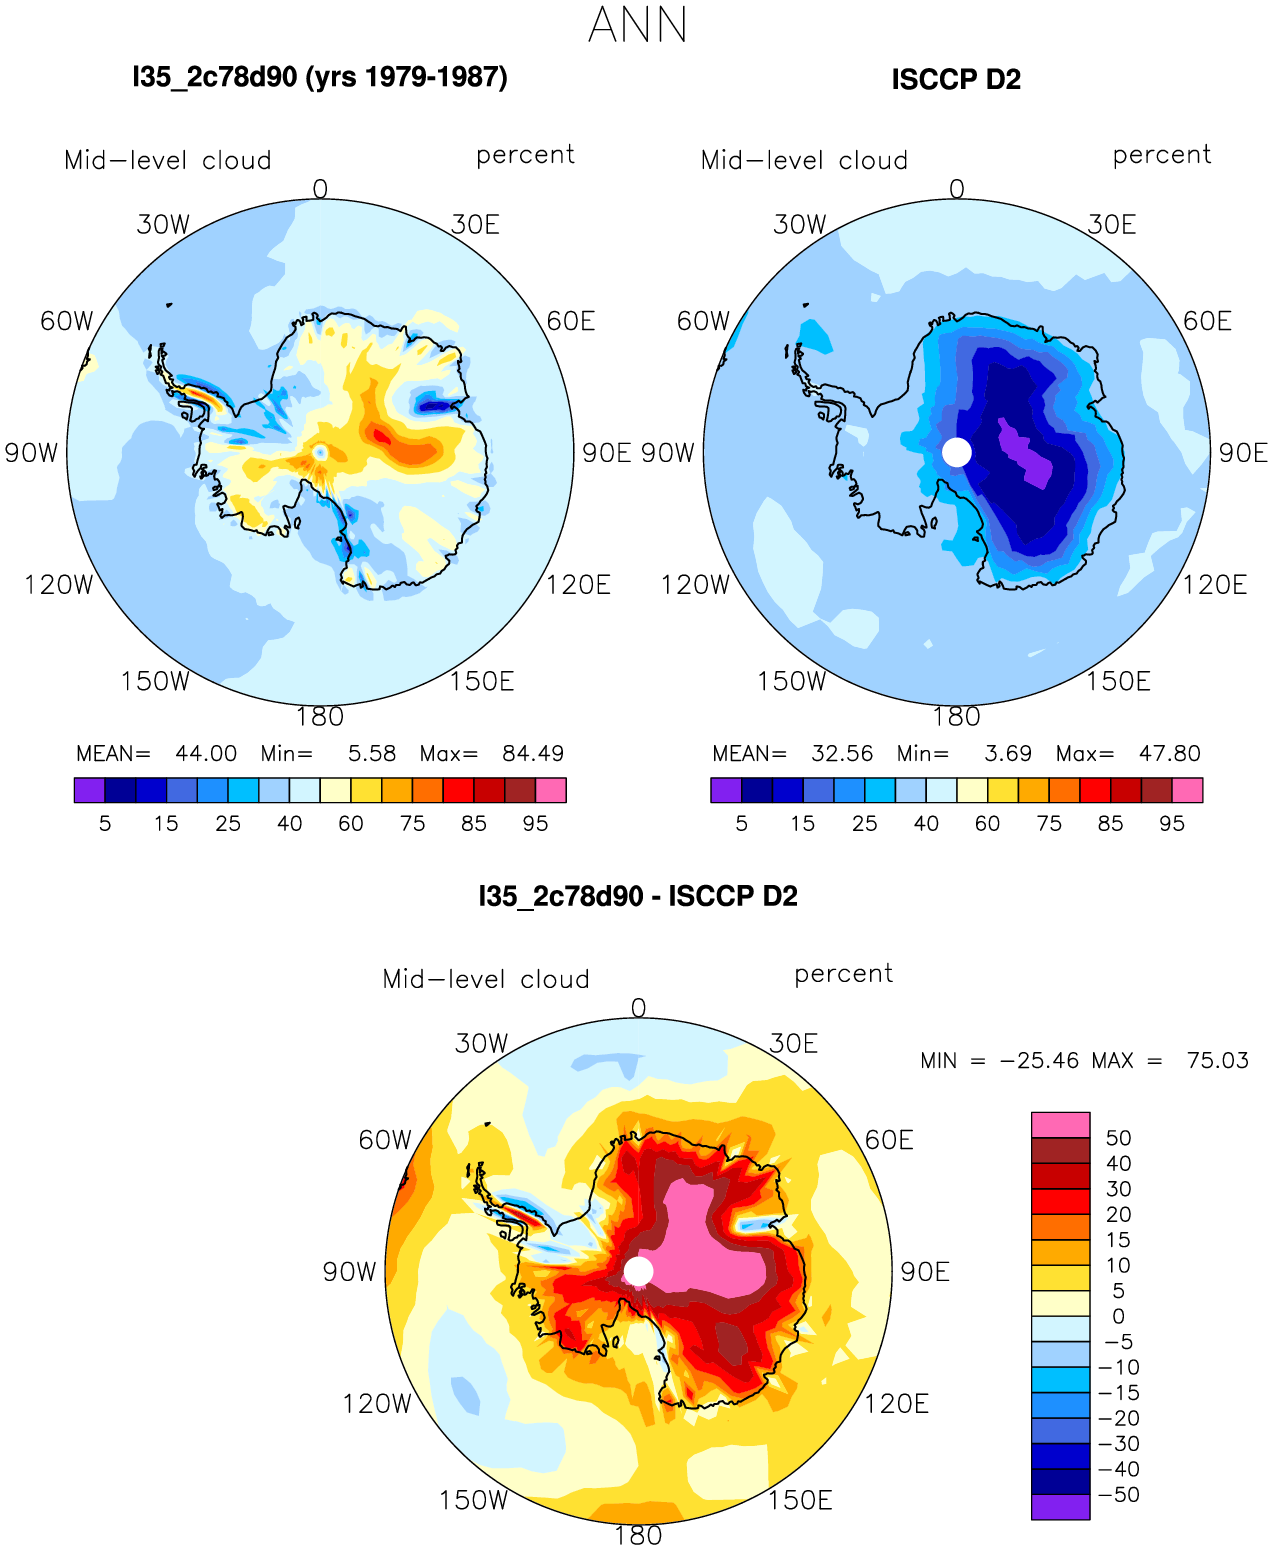 ANN
I35_2c78d90 (yrs 1979-1987)
ISCCP D2
Mid-level cloud percent
Mid-level cloud percent
0
30W 30E
60W 60E
90W 90E
120W 120E
150W 150E
180
0
30W 30E
60W 60E
90W 90E
120W 120E
150W 150E
180
MEAN= 44.00 Min= 5.58 Max= 84.49
5 15 25 40 60 75 85 95
MEAN= 32.56 Min= 3.69 Max= 47.80
5 15 25 40 60 75 85 95
I35_2c78d90 - ISCCP D2
Mid-level cloud percent
0
30W 30E
60W 60E
90W 90E
120W 120E
150W 150E
180
MIN = -25.46 MAX = 75.03
50
40
30
20
15
10
5
0
-5
-10
-15
-20
-30
-40
-50